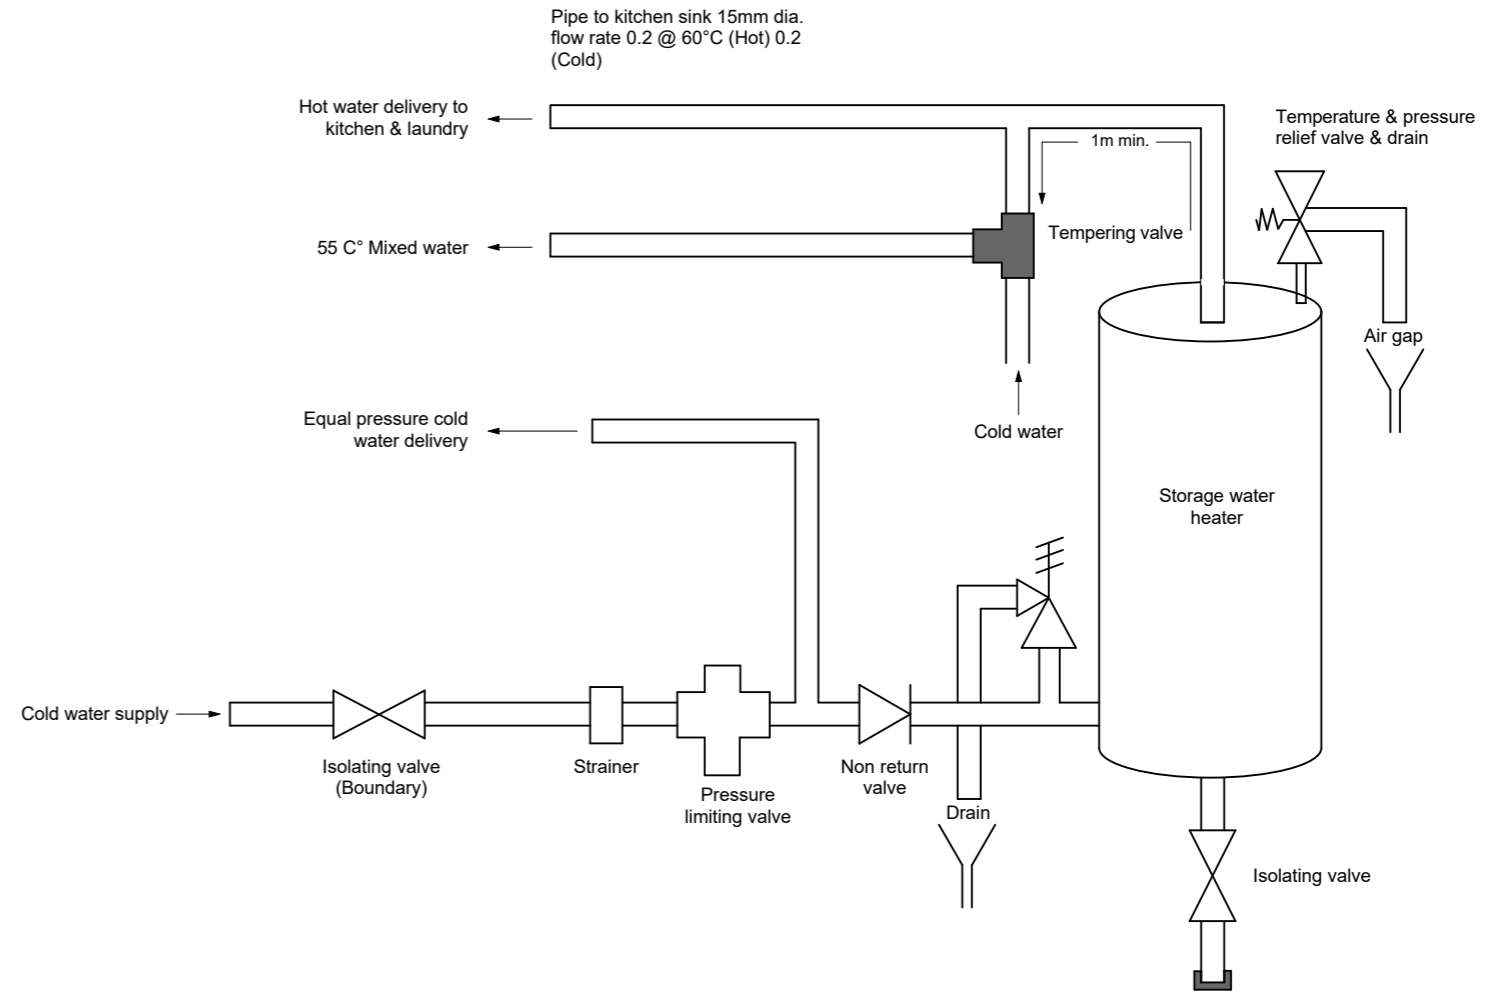 Pipe to kitchen sink 15mm dia.
flow rate 0.2 @ 60°C (Hot) 0.2
(Cold)
Hot water delivery to
kitchen & laundry
Temperature & pressure
relief valve & drain
1m min.
55 C° Mixed water
Tempering valve
Air gap
Equal pressure cold
water delivery
Cold water
Storage water
heater
Cold water supply
Isolating valve
(Boundary)
Strainer
Pressure
limiting valve
Non return
valve
Drain
Isolating valve